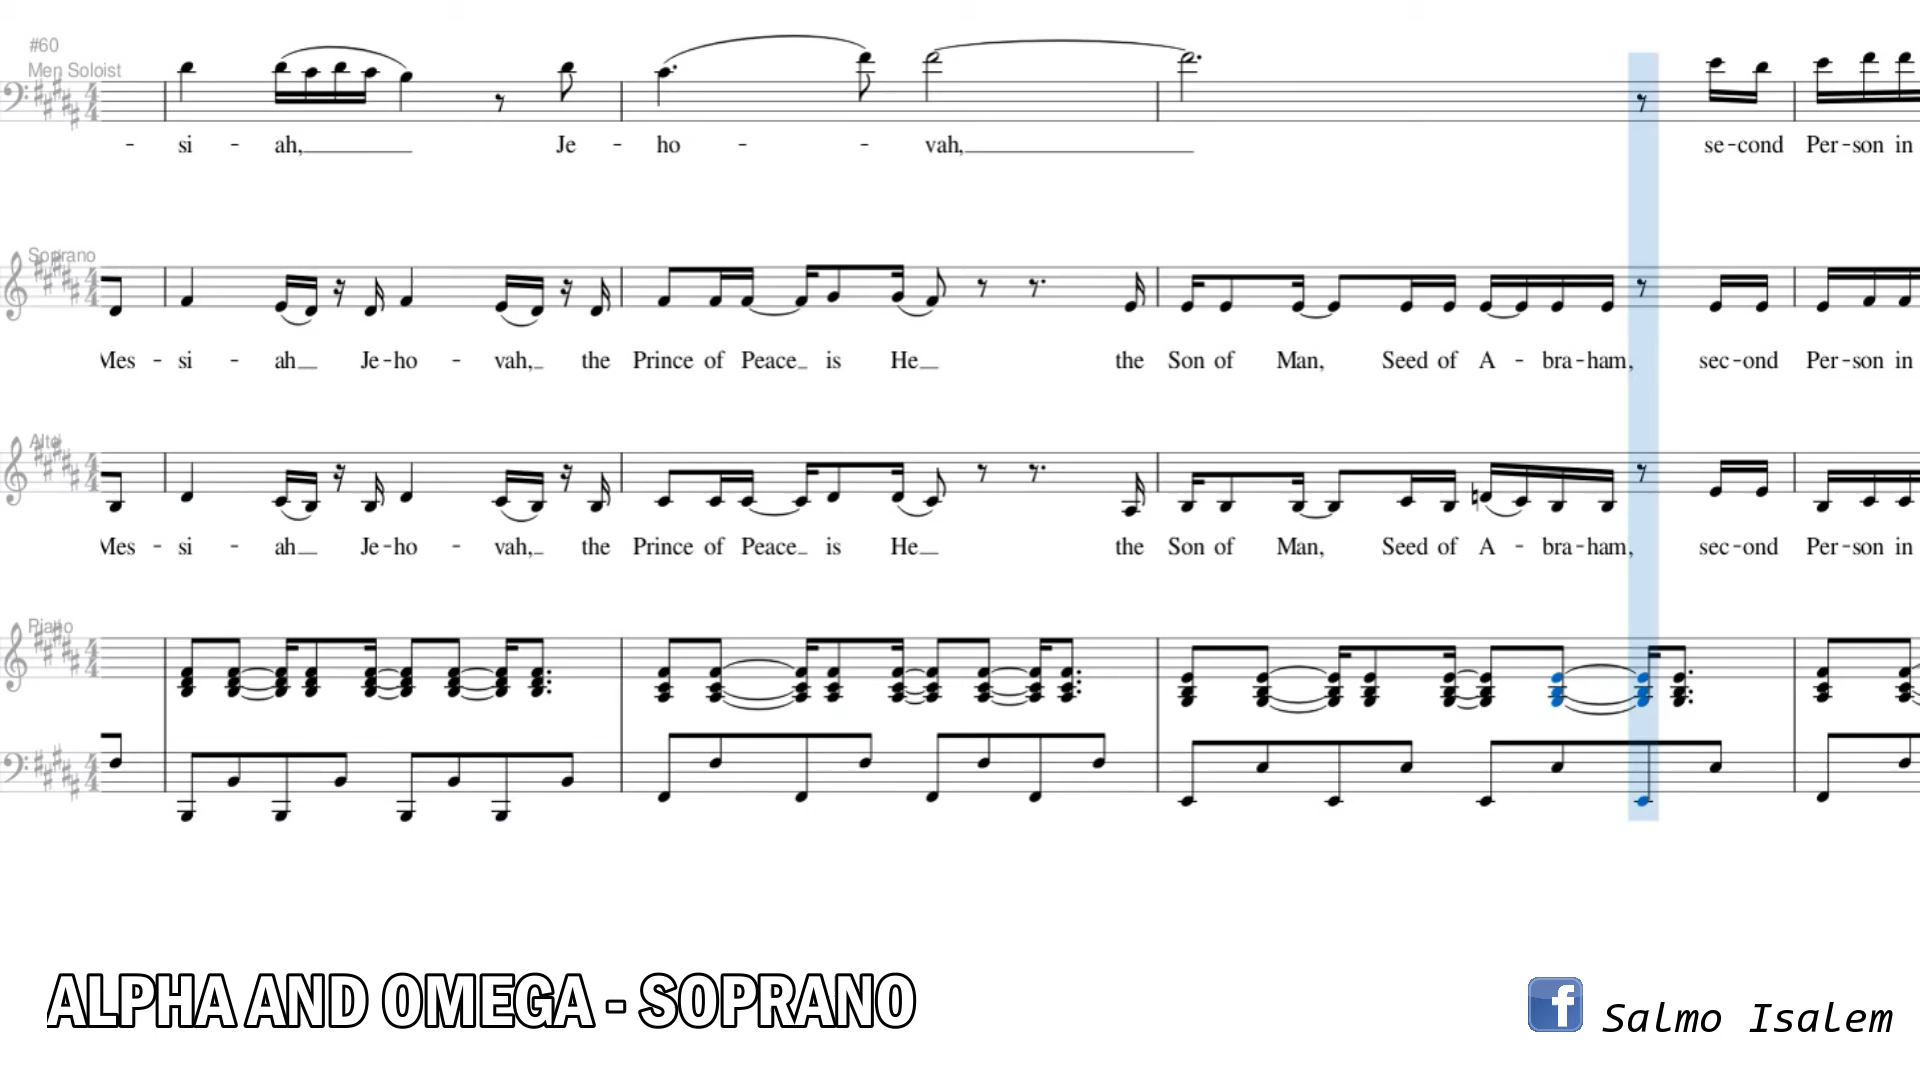 #60
Men Soloist
- si - ah, Je - ho - - vah, se-cond Per-son in
Soprano
Mes - si - ah Je-ho - vah, the Prince of Peace is He the Son of Man, Seed of A - bra-ham, sec-ond Per-son in
Alto
Mes - si - ah Je-ho - vah, the Prince of Peace is He the Son of Man, Seed of A - bra-ham, sec-ond Per-son in
Piano
ALPHA AND OMEGA - SOPRANO
f Salmo Isalem